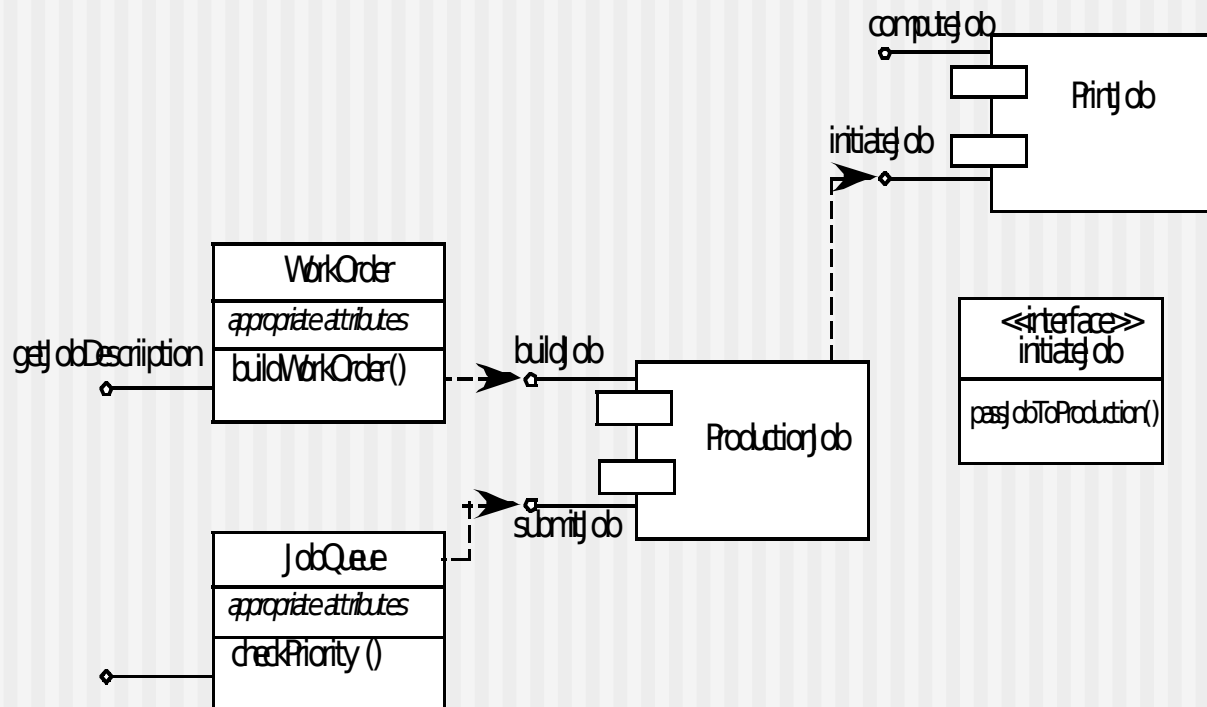 computeJob
PrintJob
initiateJob
WorkOrder
appropriate attributes
getJobDescriiption
buildWorkOrder()
buildJob
<<interface>>
initiateJob
passJobToProduction()
ProductionJob
submitJob
JobQueue
appropriate attributes
checkPriority ()